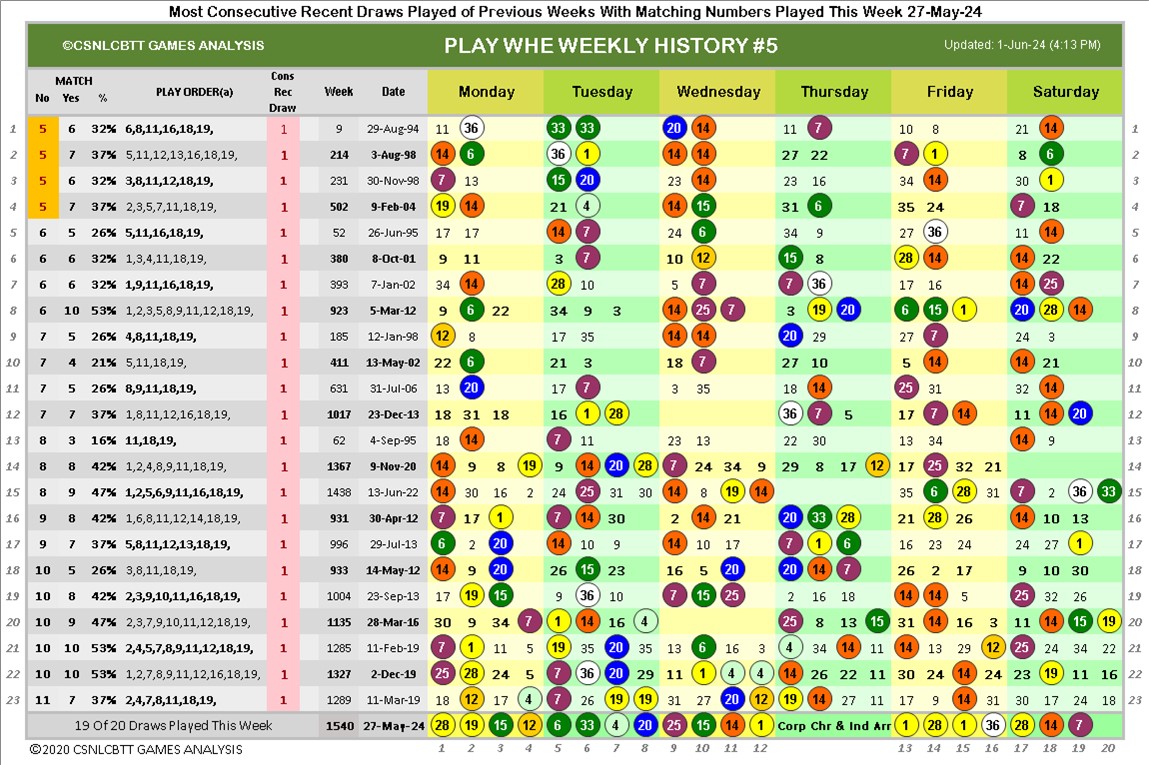 Most Consecutive Recent Draws Played of Previous Weeks With Matching Numbers Played This Week 27-May-24
©CSNLCBTT GAMES ANALYSIS PLAY WHE WEEKLY HISTORY #5 Updated: 1-Jun-24 (4:13 PM)
No MATCH Yes % PLAY ORDER(a) Cons Rec Draw Week Date Monday Tuesday Wednesday Thursday Friday Saturday
1 5 6 32% 6,8,11,16,18,19, 1 9 29-Aug-94 11 36 33 33 20 14 11 7 10 8 21 14 1
2 5 7 37% 5,11,12,13,16,18,19, 1 214 3-Aug-98 14 6 36 1 14 14 27 22 7 1 8 6 2
3 5 6 32% 3,8,11,12,18,19, 1 231 30-Nov-98 7 13 15 20 23 14 23 16 34 14 30 1 3
4 5 7 37% 2,3,5,7,11,18,19, 1 502 9-Feb-04 19 14 21 4 14 15 31 6 35 24 7 18 4
5 6 5 26% 5,11,16,18,19, 1 52 26-Jun-95 17 17 14 7 24 6 34 9 27 36 11 14 5
6 6 6 32% 1,3,4,11,18,19, 1 380 8-Oct-01 9 11 3 7 10 12 15 8 28 14 14 22 6
7 6 6 32% 1,9,11,16,18,19, 1 393 7-Jan-02 34 14 28 10 5 7 7 36 17 16 14 25 7
8 6 10 53% 1,2,3,5,8,9,11,12,18,19, 1 923 5-Mar-12 9 6 22 34 9 3 14 25 7 3 19 20 6 15 1 20 28 14 8
9 7 5 26% 4,8,11,18,19, 1 185 12-Jan-98 12 8 17 35 14 14 20 29 27 7 24 3 9
10 7 4 21% 5,11,18,19, 1 411 13-May-02 22 6 21 3 18 7 27 10 5 14 14 21 10
11 7 5 26% 8,9,11,18,19, 1 631 31-Jul-06 13 20 17 7 3 35 18 14 25 31 32 14 11
12 7 7 37% 1,8,11,12,16,18,19, 1 1017 23-Dec-13 18 31 18 16 1 28 36 7 5 17 7 14 11 14 20 12
13 8 3 16% 11,18,19, 1 62 4-Sep-95 18 14 7 11 23 13 22 30 13 34 14 9 13
14 8 8 42% 1,2,4,8,9,11,18,19, 1 1367 9-Nov-20 14 9 8 19 9 14 20 28 7 24 34 9 29 8 17 12 17 25 32 21 14
15 8 9 47% 1,2,5,6,9,11,16,18,19, 1 1438 13-Jun-22 14 30 16 2 24 25 31 30 14 8 19 14 35 6 28 31 7 2 36 33 15
16 9 8 42% 1,6,8,11,12,14,18,19, 1 931 30-Apr-12 7 17 1 7 14 30 2 14 21 20 33 28 21 28 26 14 10 13 16
17 9 7 37% 5,8,11,12,13,18,19, 1 996 29-Jul-13 6 2 20 14 10 9 14 10 17 7 1 6 16 23 24 24 27 1 17
18 10 5 26% 3,8,11,18,19, 1 933 14-May-12 14 9 20 26 15 23 16 5 20 20 14 7 26 2 17 9 10 30 18
19 10 8 42% 2,3,9,10,11,16,18,19, 1 1004 23-Sep-13 17 19 15 9 36 10 7 15 25 2 16 18 14 14 5 25 32 26 19
20 10 9 47% 2,3,7,9,10,11,12,18,19, 1 1135 28-Mar-16 30 9 34 7 1 14 16 4 25 8 13 15 31 14 16 3 11 14 15 19 20
21 10 10 53% 2,4,5,7,8,9,11,12,18,19, 1 1285 11-Feb-19 7 1 11 5 19 35 20 35 13 6 16 3 4 34 14 11 14 13 29 12 25 24 34 22 21
22 10 10 53% 1,2,7,8,9,11,12,16,18,19, 1 1327 2-Dec-19 25 28 24 5 7 36 20 29 11 1 4 4 14 26 22 11 30 24 14 24 23 19 11 16 22
23 11 7 37% 2,4,7,8,11,18,19, 1 1289 11-Mar-19 18 12 17 4 7 26 19 19 31 27 20 12 19 14 27 11 17 9 14 31 30 17 24 18 23
19 Of 20 Draws Played This Week 1540 27-May-24 28 19 15 12 6 33 4 20 25 15 14 1 Corp Chr & Ind Arr 1 28 1 36 28 14 7
©2020 CSNLCBTT GAMES ANALYSIS 1 2 3 4 5 6 7 8 9 10 11 12 13 14 15 16 17 18 19 20